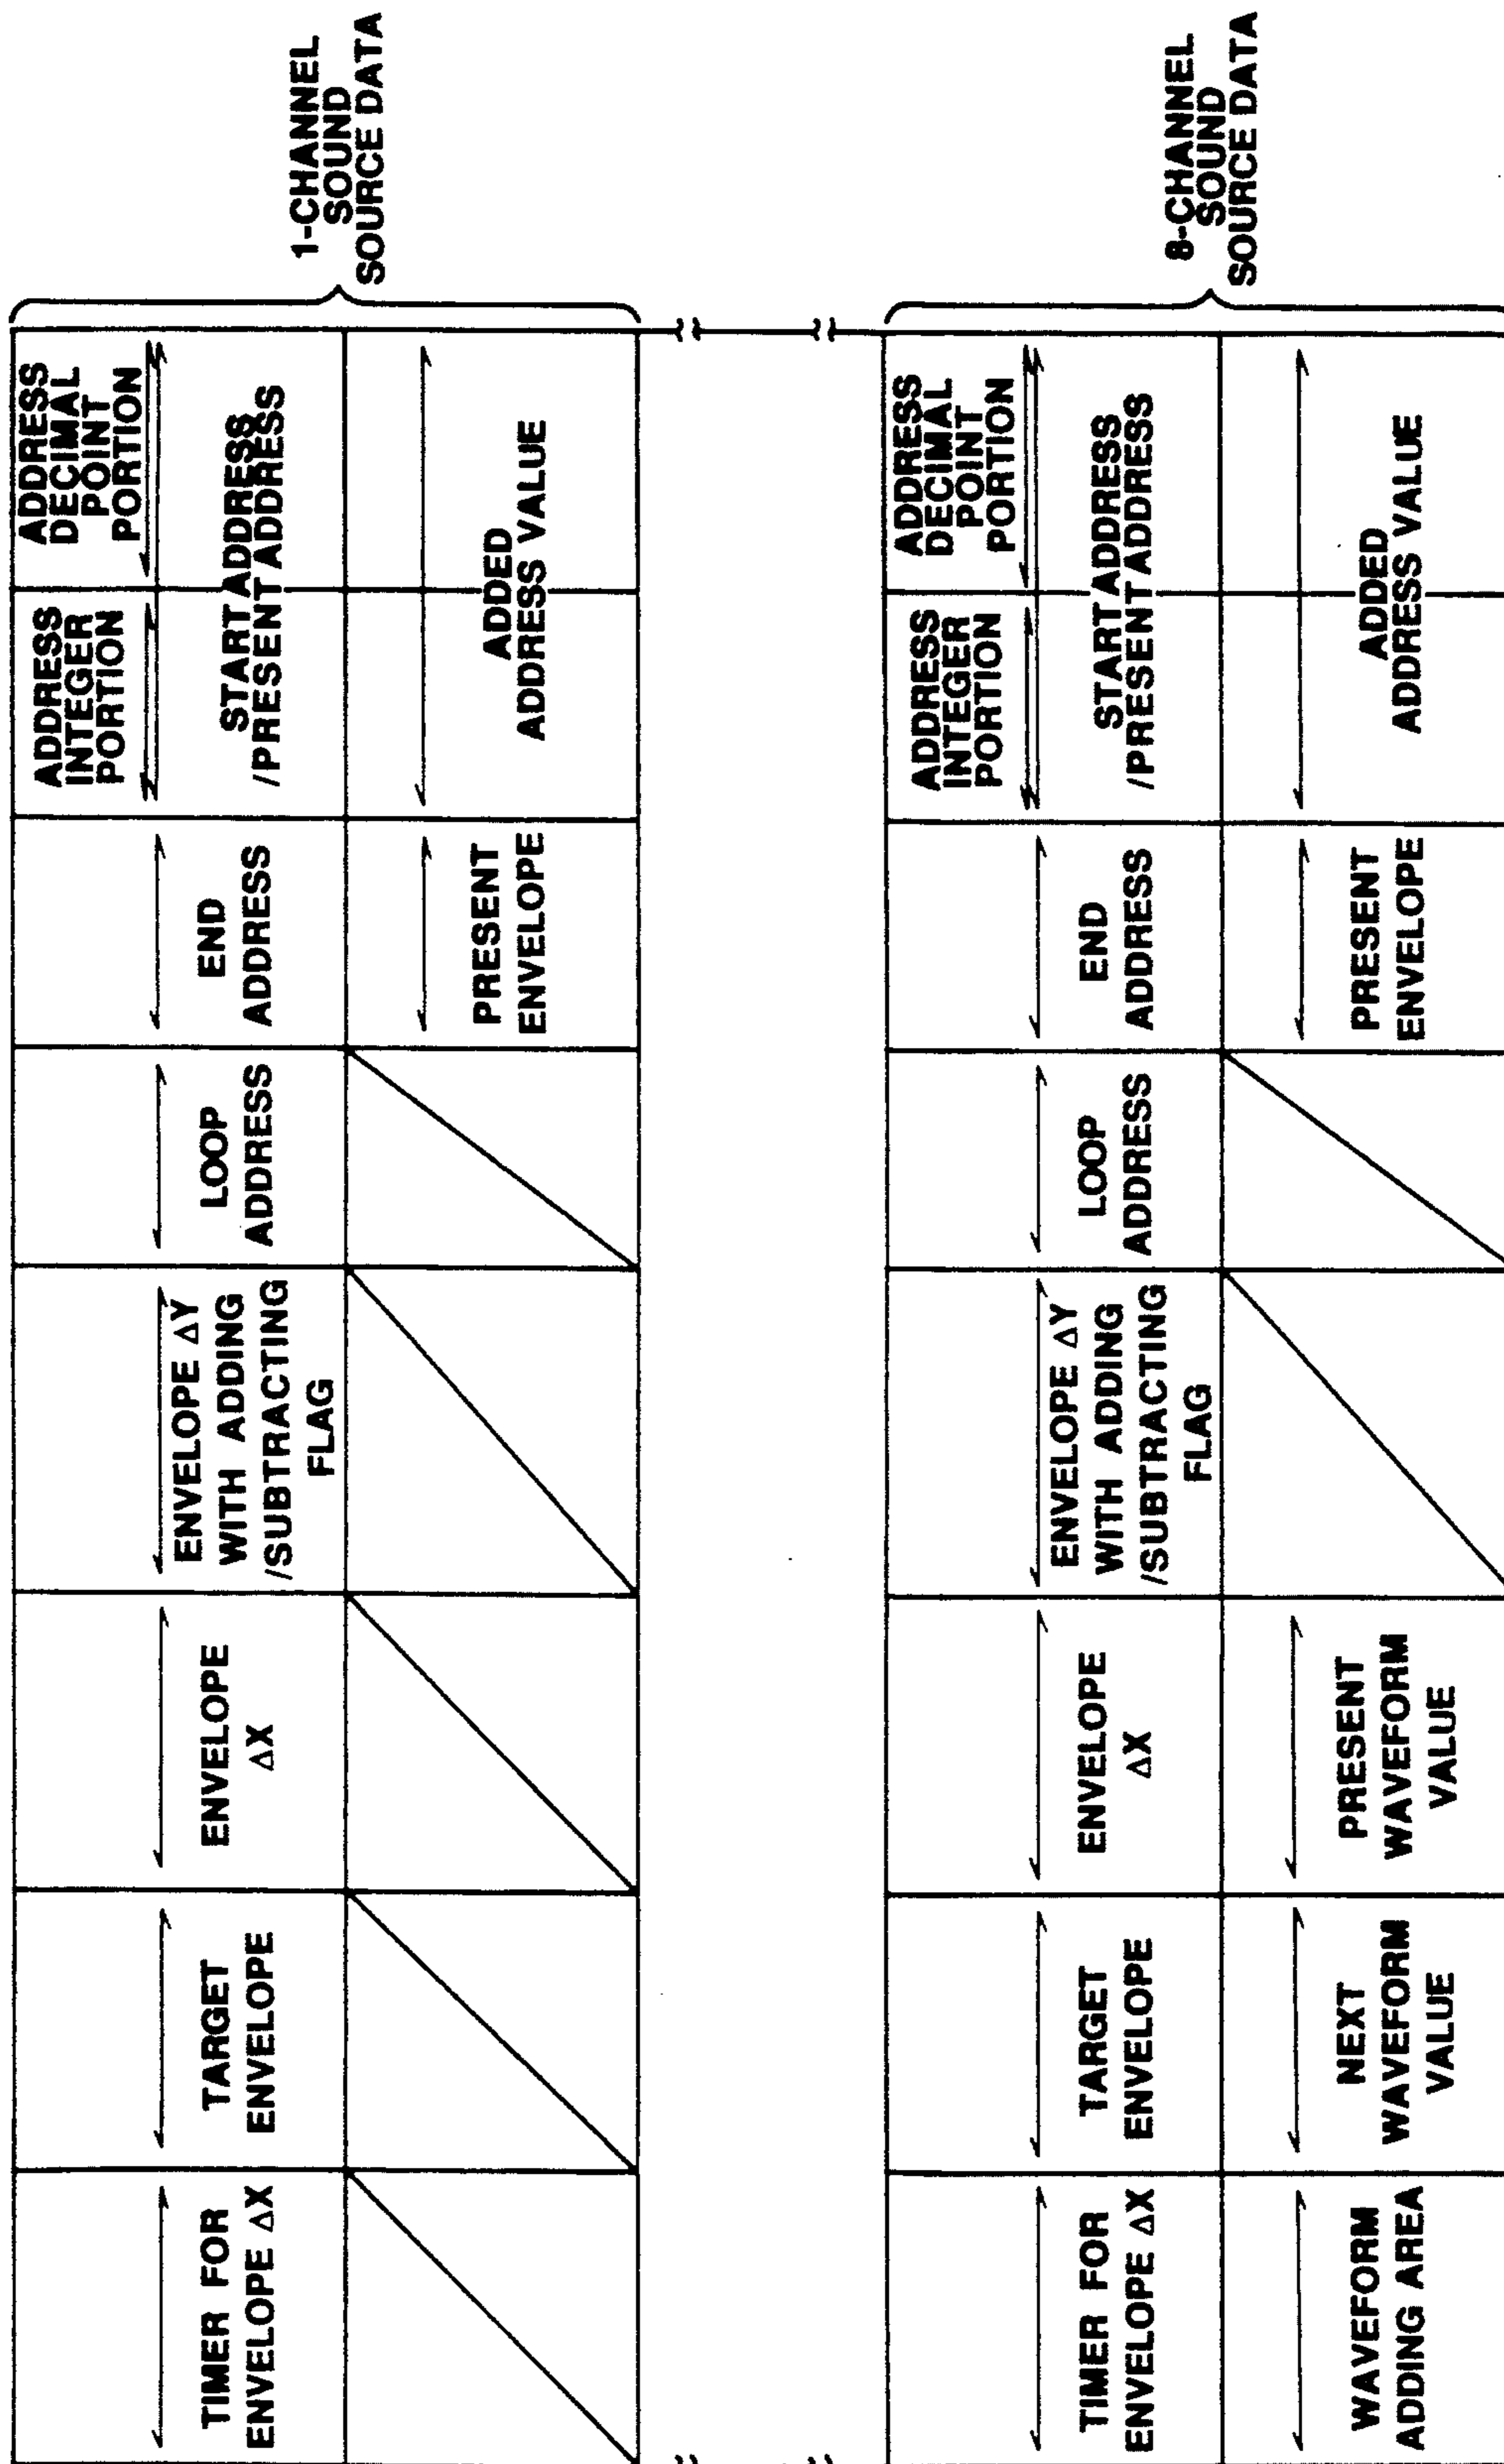 TIMER FOR
ENVELOPE ΔX
TARGET
ENVELOPE
ENVELOPE
ΔX
ENVELOPE ΔY
WITH ADDING
/SUBTRACTING
FLAG
LOOP
ADDRESS
END
ADDRESS
ADDRESS
INTEGER
PORTION
ADDRESS
DECIMAL
POINT
PORTION
START ADDRESS
/PRESENT ADDRESS
PRESENT
ENVELOPE
ADDED
ADDRESS VALUE
1-CHANNEL
SOUND
SOURCE DATA
TIMER FOR
ENVELOPE ΔX
TARGET
ENVELOPE
ENVELOPE
ΔX
ENVELOPE ΔY
WITH ADDING
/SUBTRACTING
FLAG
LOOP
ADDRESS
END
ADDRESS
ADDRESS
INTEGER
PORTION
ADDRESS
DECIMAL
POINT
PORTION
START ADDRESS
/PRESENT ADDRESS
WAVEFORM
ADDING AREA
NEXT
WAVEFORM
VALUE
PRESENT
WAVEFORM
VALUE
PRESENT
ENVELOPE
ADDED
ADDRESS VALUE
8-CHANNEL
SOUND
SOURCE DATA